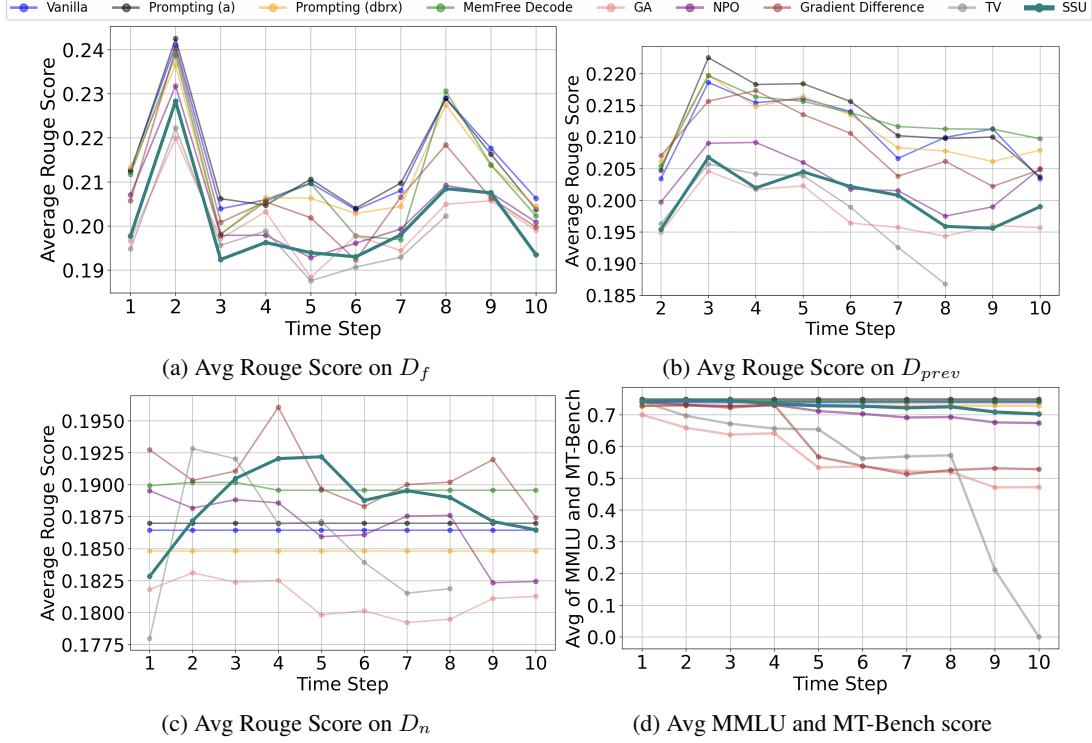 Vanilla Prompting (a) Prompting (dbrx) MemFree Decode GA NPO Gradient Difference TV SSU
Average Rouge Score
0.24
0.23
0.22
0.21
0.20
0.19
1 2 3 4 5 6 7 8 9 10
Time Step
(a) Avg Rouge Score on D_f
Average Rouge Score
0.220
0.215
0.210
0.205
0.200
0.195
0.190
0.185
2 3 4 5 6 7 8 9 10
Time Step
(b) Avg Rouge Score on D_prev
Average Rouge Score
0.1950
0.1925
0.1900
0.1875
0.1850
0.1825
0.1800
0.1775
1 2 3 4 5 6 7 8 9 10
Time Step
(c) Avg Rouge Score on D_n
Avg of MMLU and MT-Bench
0.7
0.6
0.5
0.4
0.3
0.2
0.1
0.0
1 2 3 4 5 6 7 8 9 10
Time Step
(d) Avg MMLU and MT-Bench score